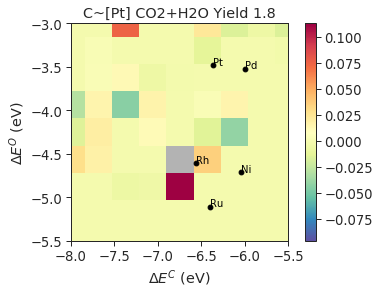 C~[Pt] CO2+H2O Yield 1.8
−3.0
−3.5
−4.0
−4.5
−5.0
−5.5
ΔE^O (eV)
Pt
Pd
Rh
Ni
Ru
−8.0 −7.5 −7.0 −6.5 −6.0 −5.5
ΔE^C (eV)
0.100
0.075
0.050
0.025
0.000
−0.025
−0.050
−0.075